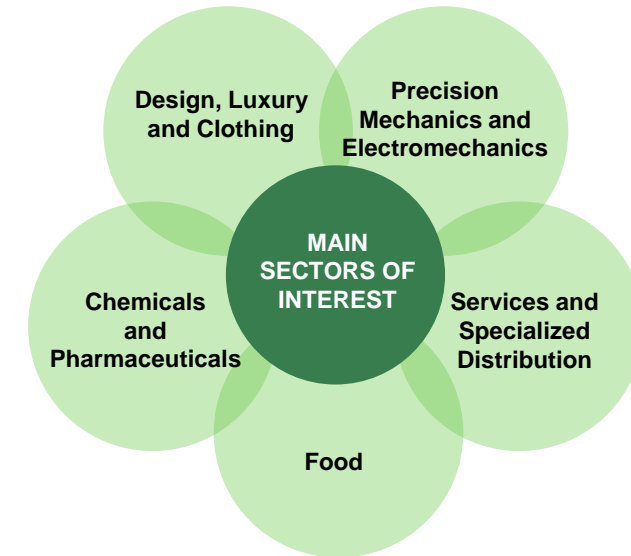 Design, Luxury
and Clothing
Precision
Mechanics and
Electromechanics
MAIN
SECTORS OF
INTEREST
Chemicals
and
Pharmaceuticals
Services and
Specialized
Distribution
Food